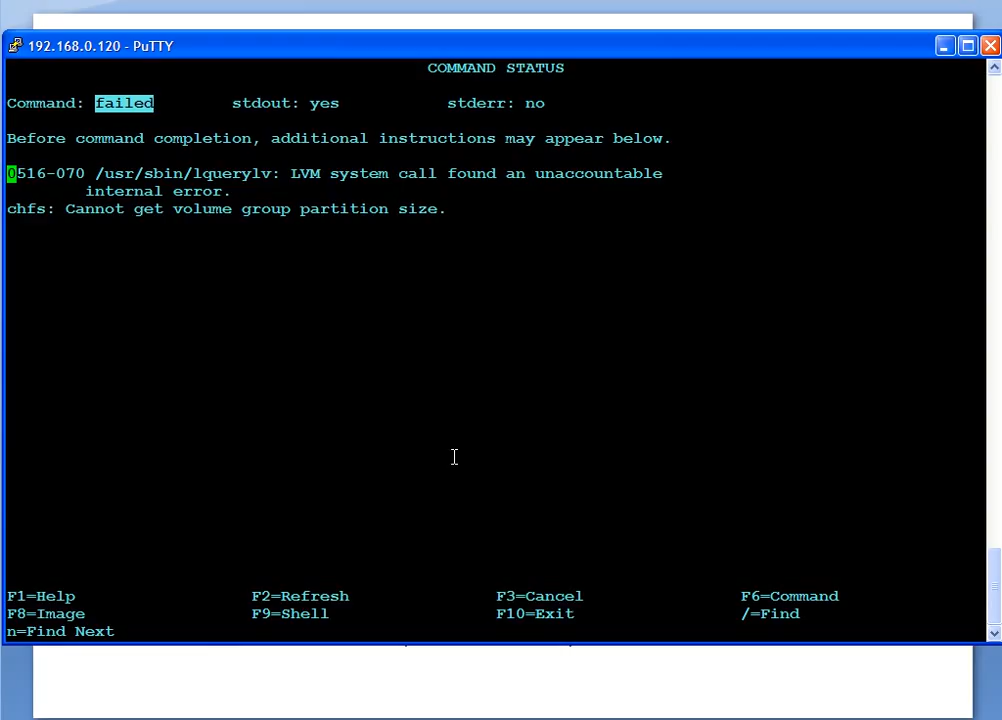 192.168.0.120 - PuTTY
COMMAND STATUS
Command: failed stdout: yes stderr: no
Before command completion, additional instructions may appear below.
0516-070 /usr/sbin/lquerylv: LVM system call found an unaccountable
internal error.
chfs: Cannot get volume group partition size.
F1=Help F2=Refresh F3=Cancel F6=Command
F8=Image F9=Shell F10=Exit /=Find
n=Find Next